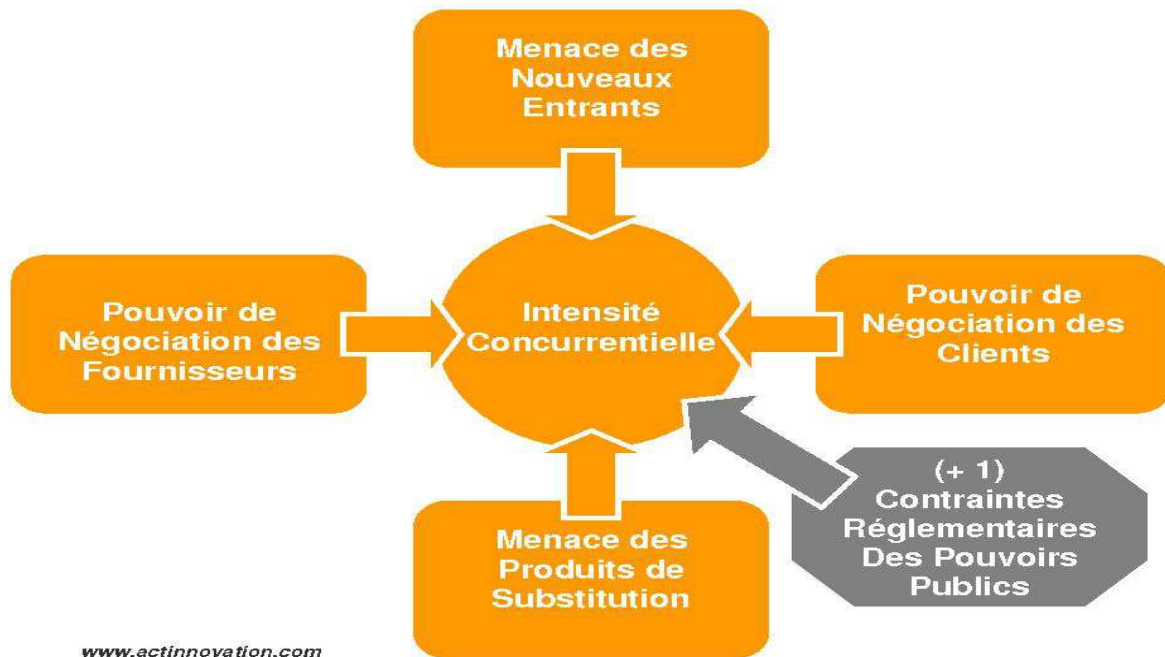 Menace des
Nouveaux
Entrants
Pouvoir de
Négociation des
Fournisseurs
Intensité
Concurrentielle
Pouvoir de
Négociation des
Clients
Menace des
Produits de
Substitution
(+ 1)
Contraintes
Réglementaires
Des Pouvoirs
Publics
www.actinnovation.com